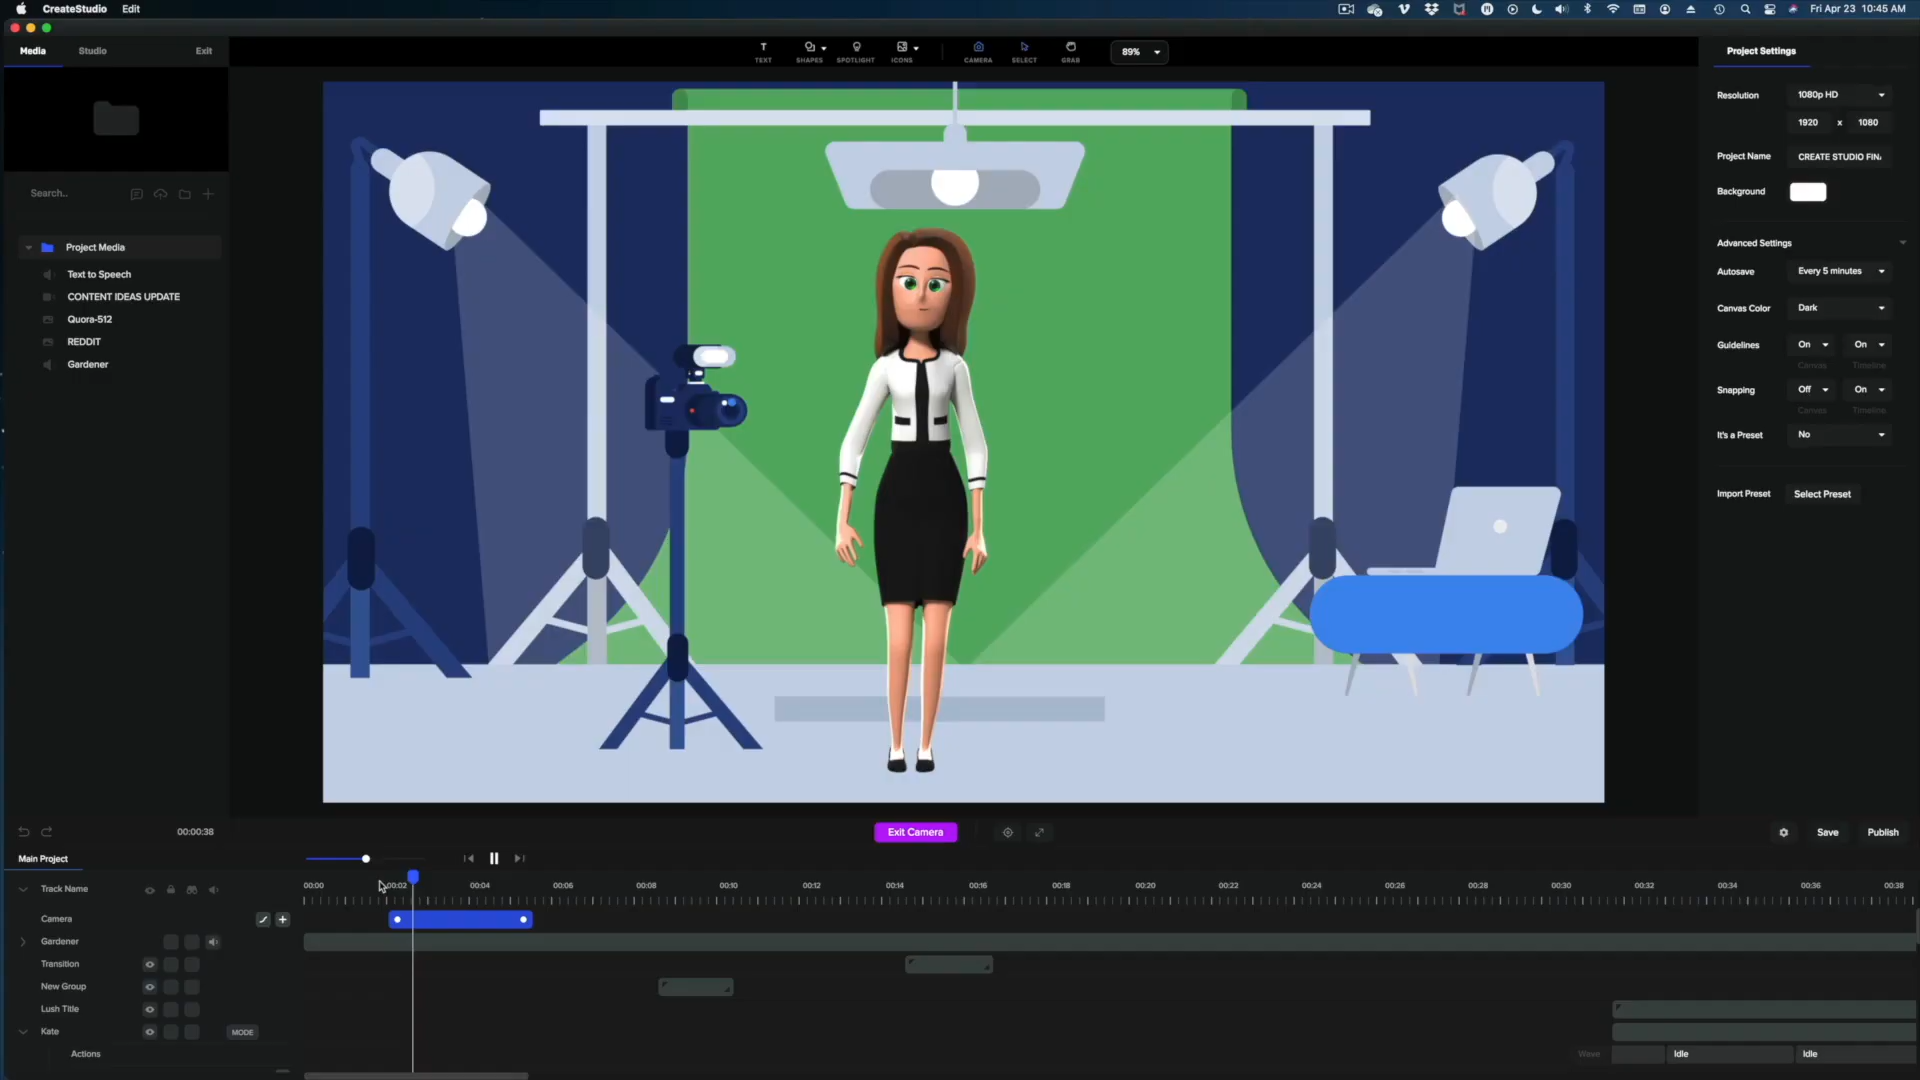 CreateStudio Edit
Fri Apr 23 10:45 AM
Media Studio Exit
TEXT SHAPES SPOTLIGHT ICONS CAMERA SELECT GRAB
89%
Project Settings
Resolution 1080p HD
1920 x 1080
Project Name CREATE STUDIO FIN
Background
Search..
Project Media
Text to Speech
CONTENT IDEAS UPDATE
Quora-512
REDDIT
Gardener
Advanced Settings
Autosave Every 5 minutes
Canvas Color Dark
Guidelines On On
Canvas Timeline
Snapping Off On
Canvas Timeline
It's a Preset No
Import Preset Select Preset
00:00:38
Exit Camera
Save Publish
Main Project
Track Name
00:00 00:02 00:04 00:06 00:08 00:10 00:12 00:14 00:16 00:18 00:20 00:22 00:24 00:26 00:28 00:30 00:32 00:34 00:36 00:38
Camera
Gardener
Transition
New Group
Lush Title
Kate MODE
Actions Wave Idle Idle